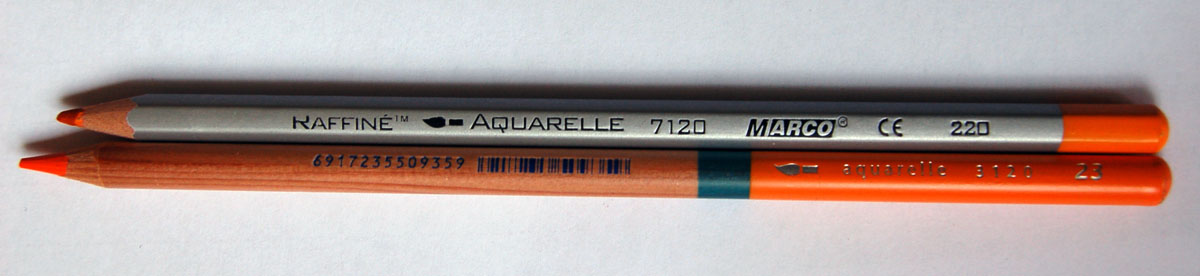 RAFFINÉ™ AQUARELLE 7120 MARCO® CE 220
6917235509359 aquarelle 3120 23